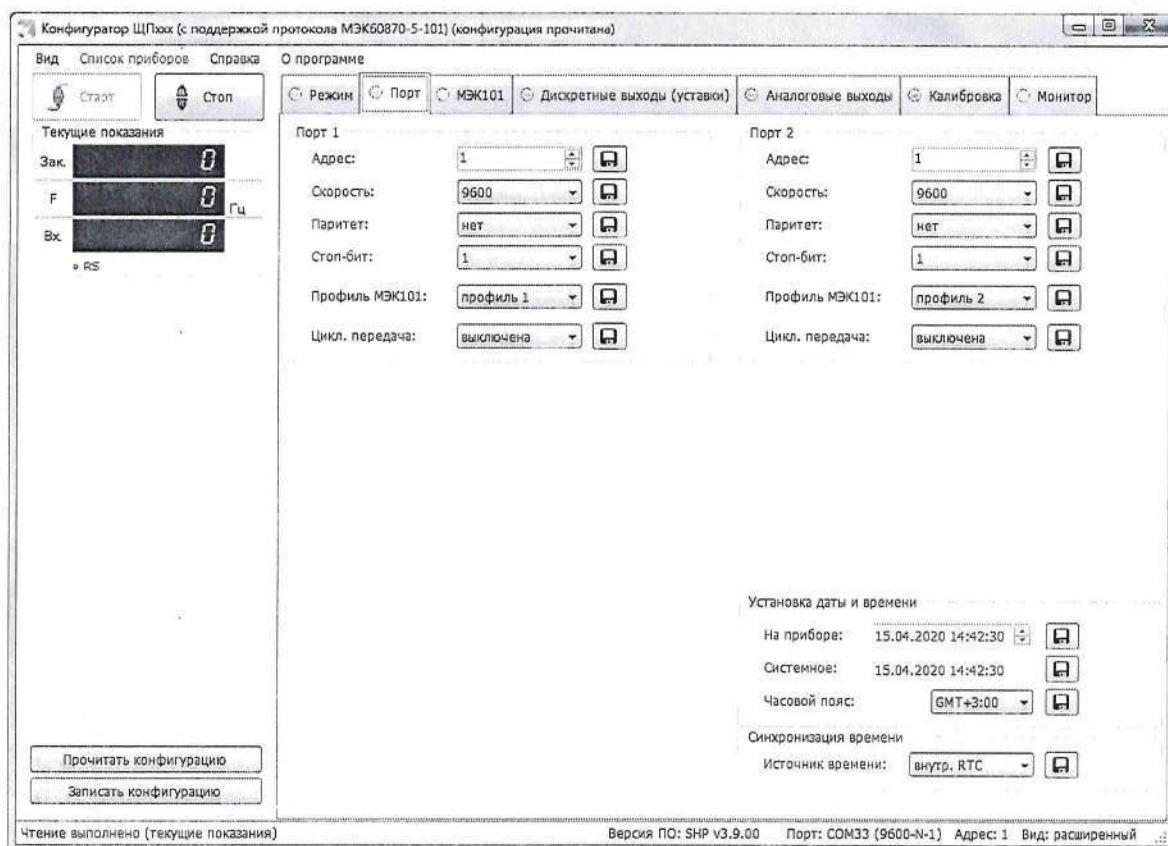 Конфигуратор ЩПxxx (с поддержкой протокола МЭК60870-5-101) (конфигурация прочитана)
Вид Список приборов Справка О программе
Старт Стоп
Режим Порт МЭК101 Дискретные выходы (уставки) Аналоговые выходы Калибровка Монитор
Текущие показания
Зак. 0
F 0 Гц
Вх. 0
RS
Порт 1
Адрес: 1
Скорость: 9600
Паритет: нет
Стоп-бит: 1
Профиль МЭК101: профиль 1
Цикл. передача: выключена
Порт 2
Адрес: 1
Скорость: 9600
Паритет: нет
Стоп-бит: 1
Профиль МЭК101: профиль 2
Цикл. передача: выключена
Установка даты и времени
На приборе: 15.04.2020 14:42:30
Системное: 15.04.2020 14:42:30
Часовой пояс: GMT+3:00
Синхронизация времени
Источник времени: внутр. RTC
Прочитать конфигурацию
Записать конфигурацию
Чтение выполнено (текущие показания) Версия ПО: SHP v3.9.00 Порт: COM33 (9600-N-1) Адрес: 1 Вид: расширенный